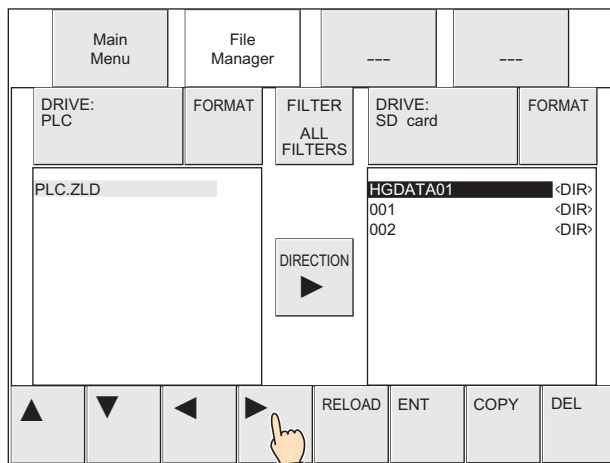 Main
Menu
File
Manager
---
---
DRIVE:
PLC
FORMAT
FILTER
ALL
FILTERS
DRIVE:
SD card
FORMAT
PLC.ZLD
HGDATA01 <DIR>
001 <DIR>
002 <DIR>
DIRECTION
▶
▲ ▼ ◀ ▶ RELOAD ENT COPY DEL